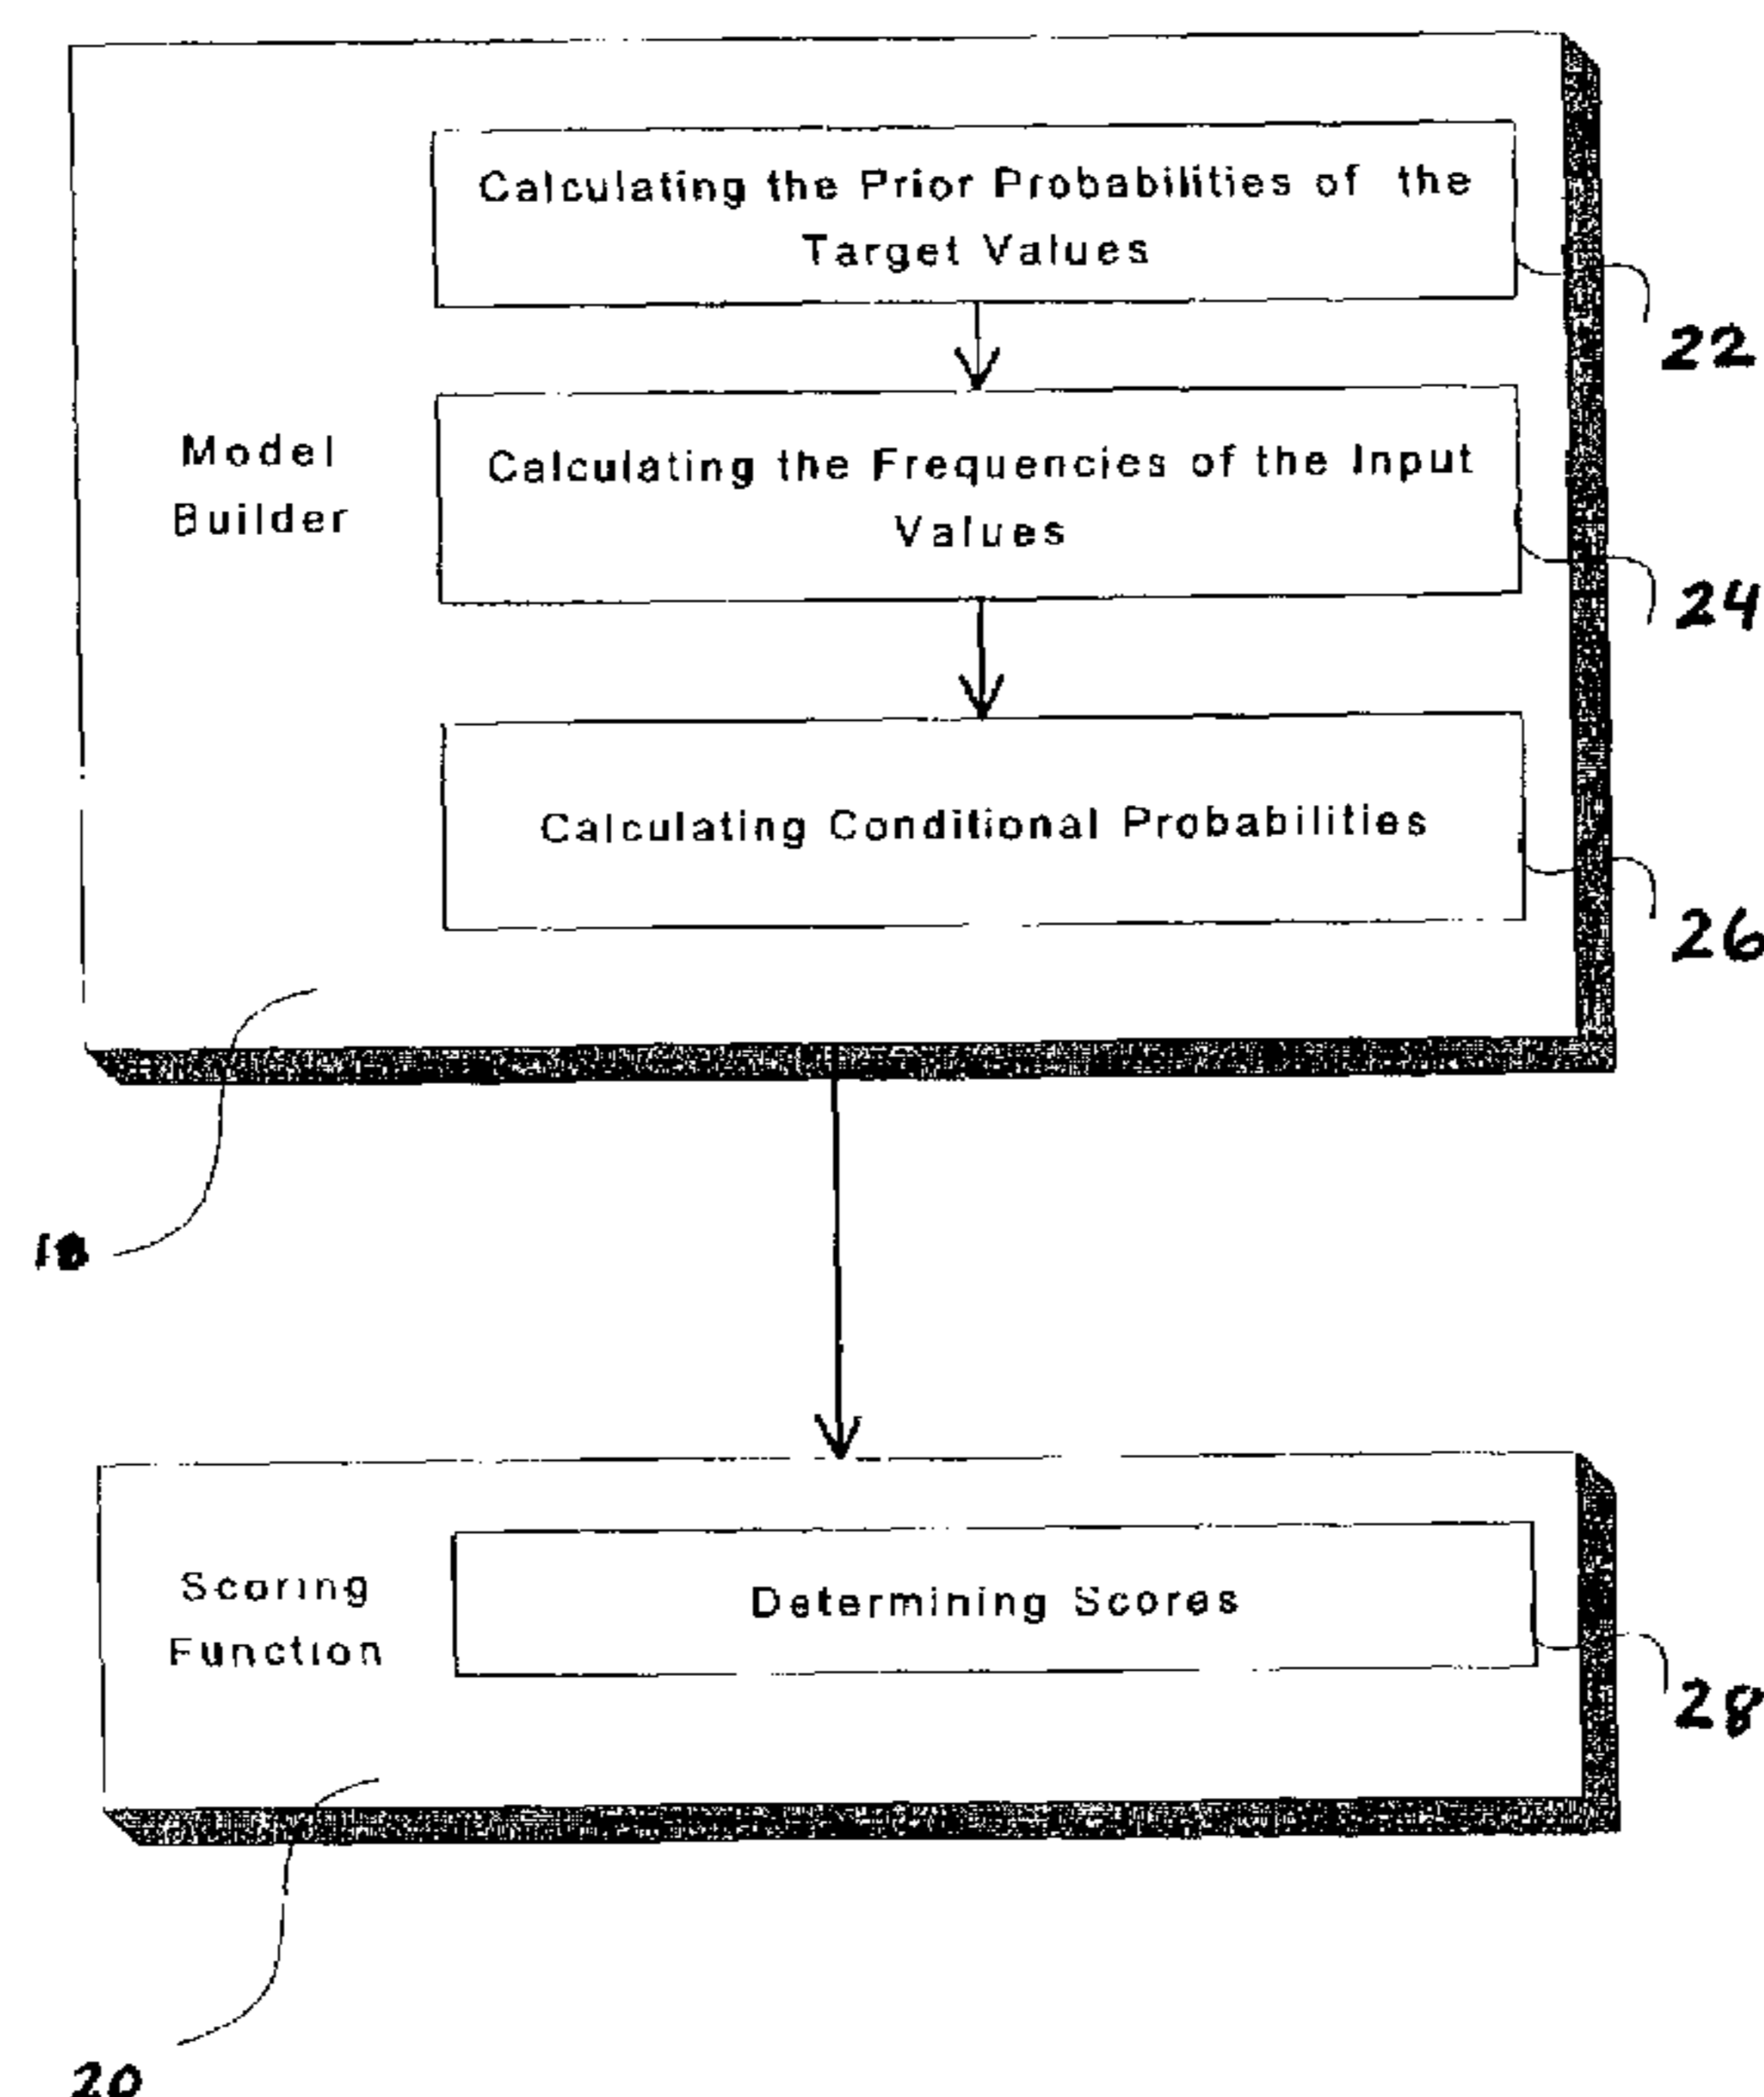 Calculating the Prior Probabilities of the
Target Values
22
Model
Builder
Calculating the Frequencies of the Input
Values
24
Calculating Conditional Probabilities
26
18
Scoring
Function
Determining Scores
28
20